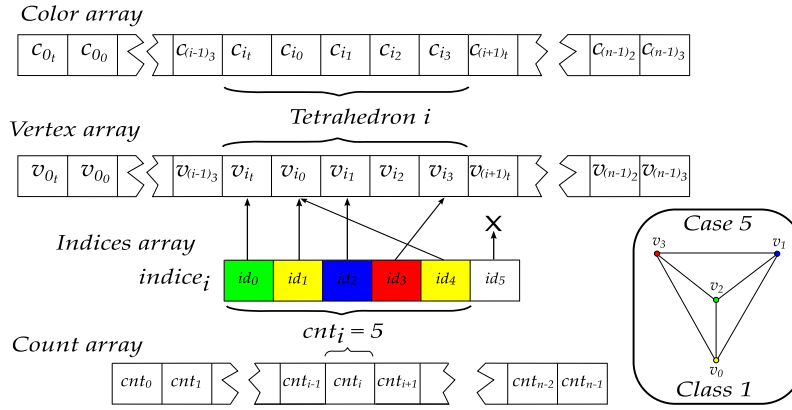 Color array
c0t c00 c(i-1)3 cit ci0 ci1 ci2 ci3 c(i+1)t c(n-1)2 c(n-1)3
Tetrahedron i
Vertex array
v0t v00 v(i-1)3 vit vi0 vi1 vi2 vi3 v(i+1)t v(n-1)2 v(n-1)3
X
Indices array
indice i
id0 id1 id2 id3 id4 id5
cnt i = 5
Count array
cnt0 cnt1 cnti-1 cnti cnti+1 cntn-2 cntn-1
Case 5
v3 v1
v2
v0
Class 1